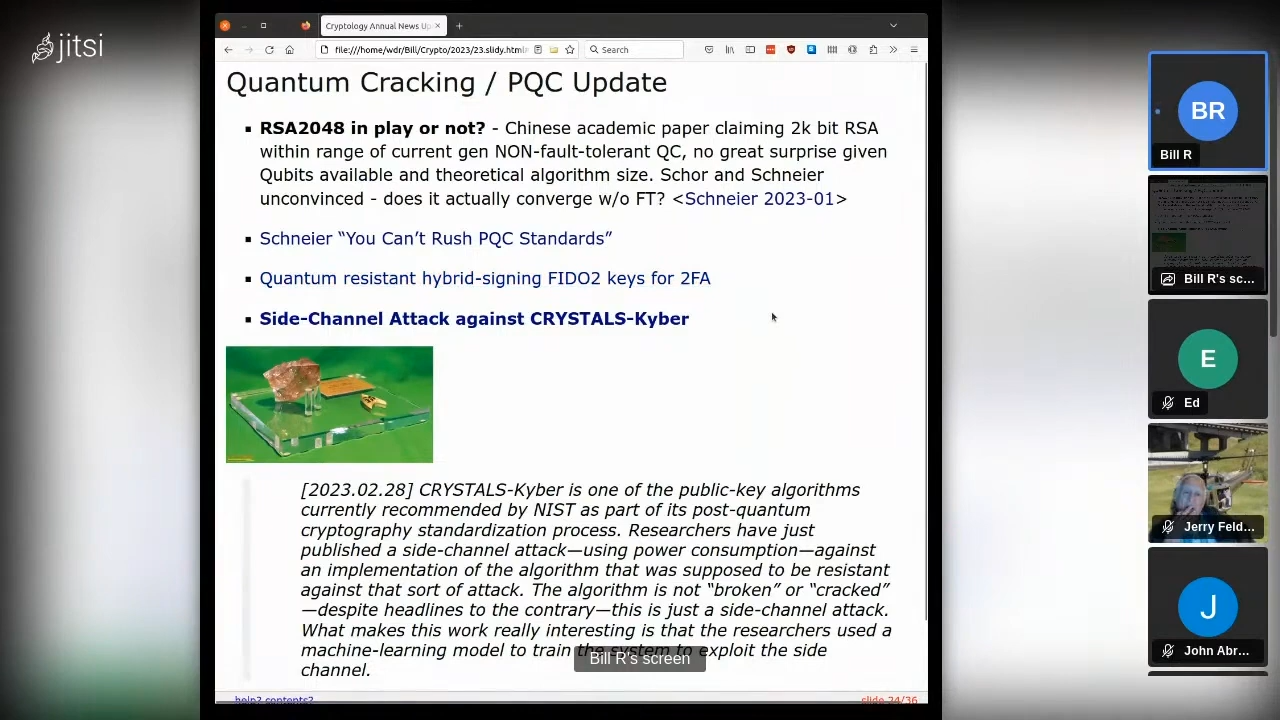 jitsi
Cryptology Annual News Up
file:///home/wdr/Bill/Crypto/2023/23.slidy.html
Search
Quantum Cracking / PQC Update
RSA2048 in play or not? - Chinese academic paper claiming 2k bit RSA
within range of current gen NON-fault-tolerant QC, no great surprise given
Qubits available and theoretical algorithm size. Schor and Schneier
unconvinced - does it actually converge w/o FT? <Schneier 2023-01>
Schneier “You Can’t Rush PQC Standards”
Quantum resistant hybrid-signing FIDO2 keys for 2FA
Side-Channel Attack against CRYSTALS-Kyber
[2023.02.28] CRYSTALS-Kyber is one of the public-key algorithms
currently recommended by NIST as part of its post-quantum
cryptography standardization process. Researchers have just
published a side-channel attack—using power consumption—against
an implementation of the algorithm that was supposed to be resistant
against that sort of attack. The algorithm is not “broken” or “cracked”
—despite headlines to the contrary—this is just a side-channel attack.
What makes this work really interesting is that the researchers used a
machine-learning model to train the system to exploit the side
channel.
Bill R's screen
help? contents?
slide 24/36
BR
Bill R
Bill R's sc...
E
Ed
Jerry Feld...
J
John Abr...